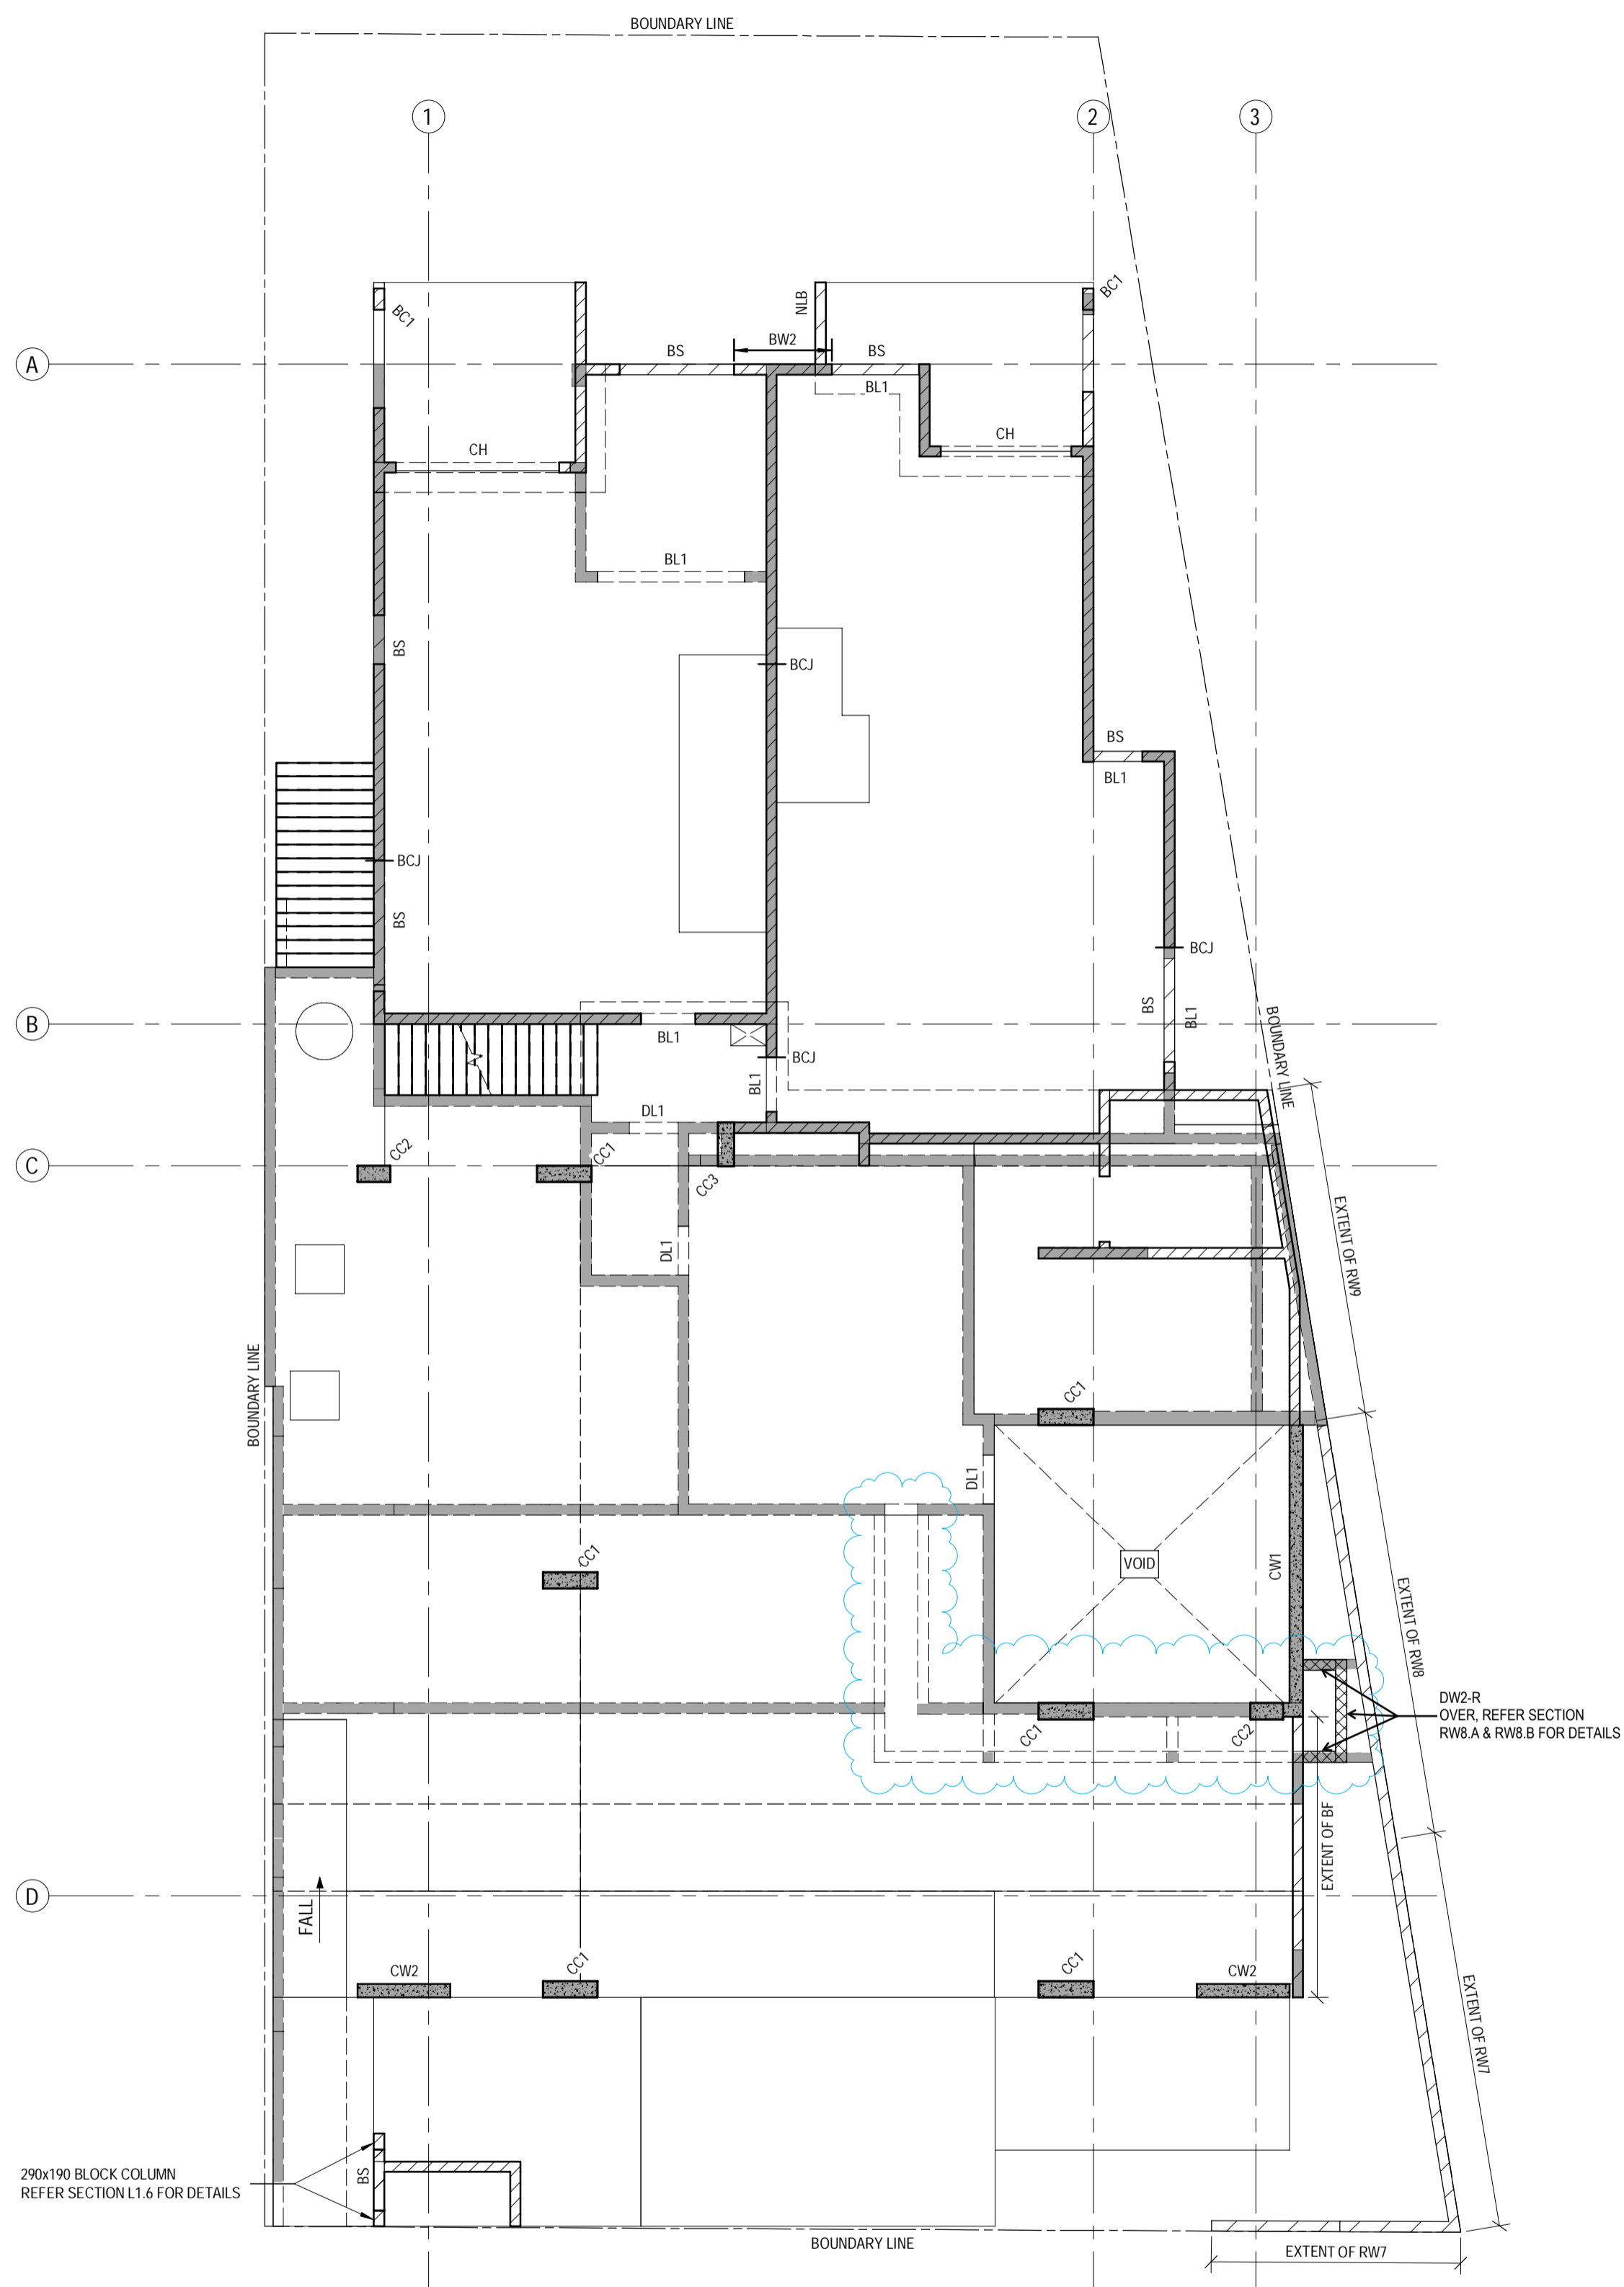 BOUNDARY LINE
1
2
3
BC1
BC1
NLB
BW2
A
BS
BS
BL1
CH
CH
BL1
BS
BCJ
BS
BL1
BCJ
BS
BCJ
BS
BL1
B
BL1
BCJ
BL1
BOUNDARY LINE
DL1
CC2
CC1
C
CC3
DL1
EXTENT OF RW9
BOUNDARY LINE
CC1
DL1
CC1
VOID
CW1
EXTENT OF RW8
DW2-R
OVER, REFER SECTION
RW8.A & RW8.B FOR DETAILS
CC1
CC2
EXTENT OF BF
D
FALL
CW2
CC1
CC1
CW2
EXTENT OF RW7
290x190 BLOCK COLUMN
REFER SECTION L1.6 FOR DETAILS
BS
BOUNDARY LINE
EXTENT OF RW7